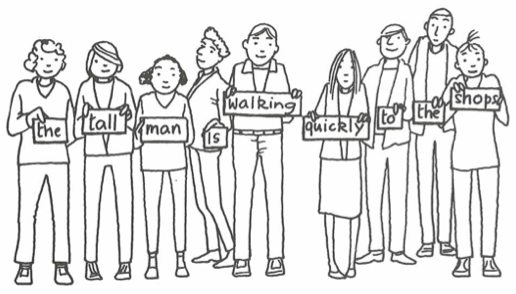 the tall man is walking quickly to the shops